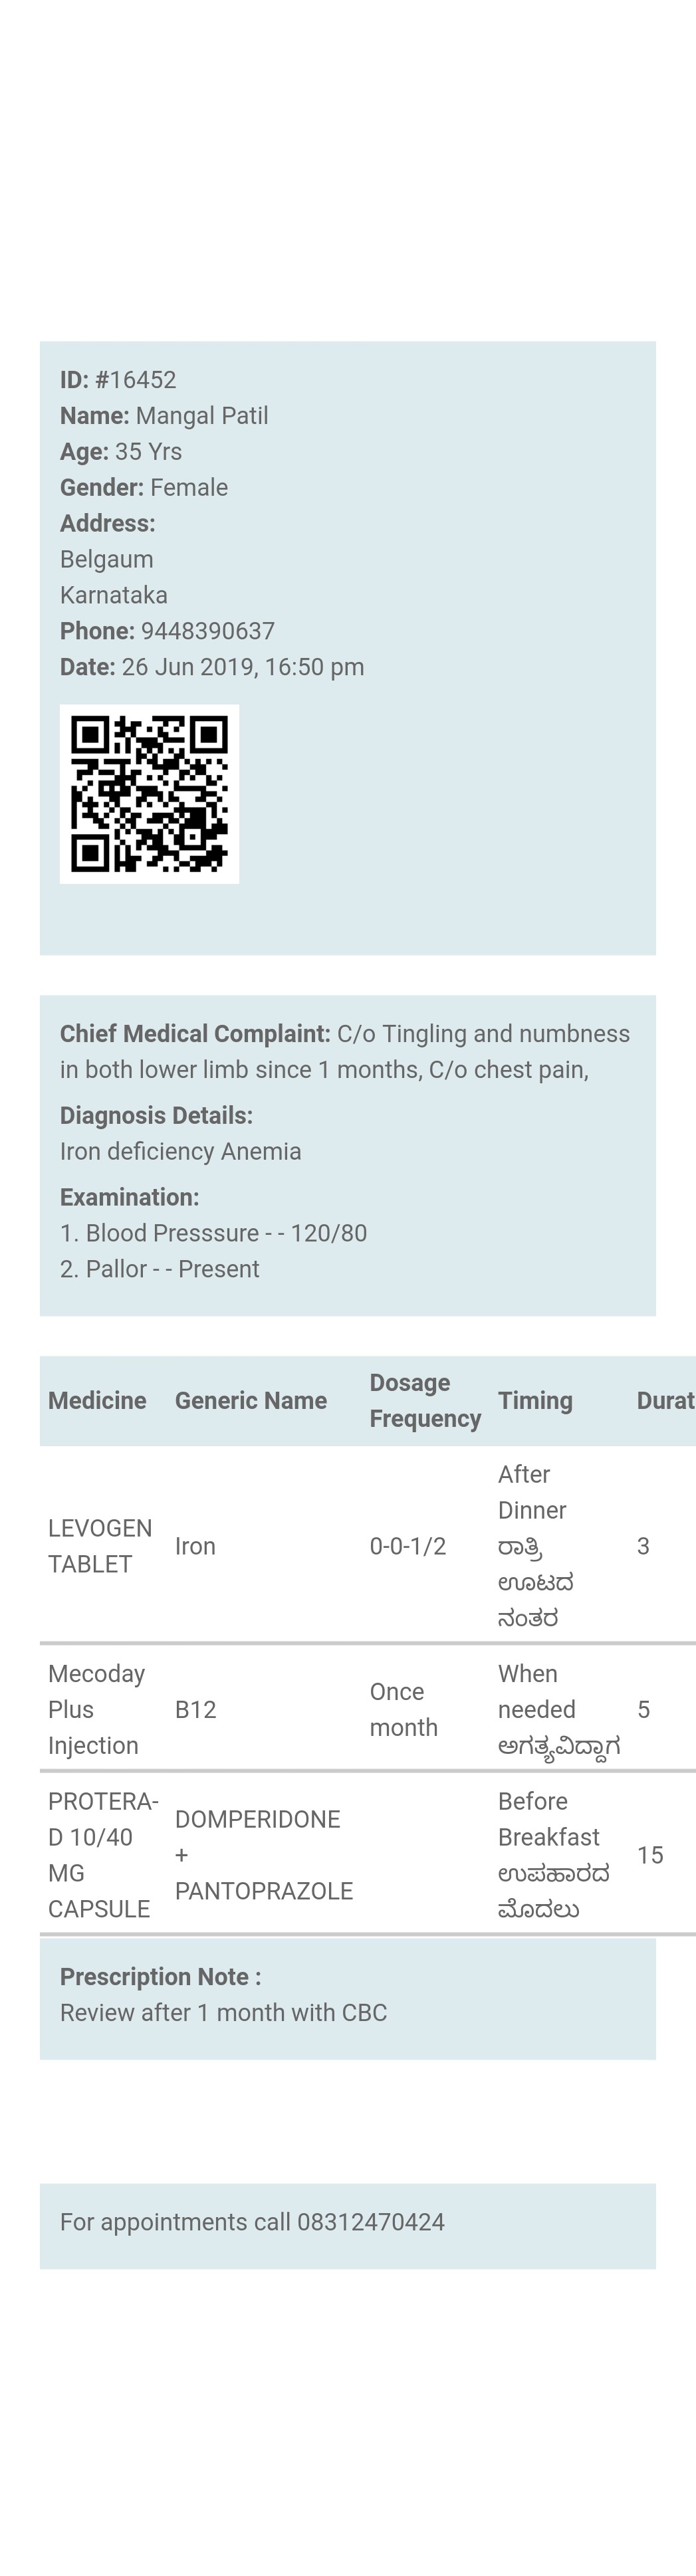 ID: #16452
Name: Mangal Patil
Age: 35 Yrs
Gender: Female
Address:
Belgaum
Karnataka
Phone: 9448390637
Date: 26 Jun 2019, 16:50 pm
Chief Medical Complaint: C/o Tingling and numbness
in both lower limb since 1 months, C/o chest pain,
Diagnosis Details:
Iron deficiency Anemia
Examination:
1. Blood Presssure - - 120/80
2. Pallor - - Present
Medicine Generic Name Dosage Frequency Timing Durat
LEVOGEN TABLET Iron 0-0-1/2 After Dinner ರಾತ್ರಿ ಊಟದ ನಂತರ 3
Mecoday Plus Injection B12 Once month When needed ಅಗತ್ಯವಿದ್ದಾಗ 5
PROTERA-D 10/40 MG CAPSULE DOMPERIDONE + PANTOPRAZOLE Before Breakfast ಉಪಹಾರದ ಮೊದಲು 15
Prescription Note :
Review after 1 month with CBC
For appointments call 08312470424